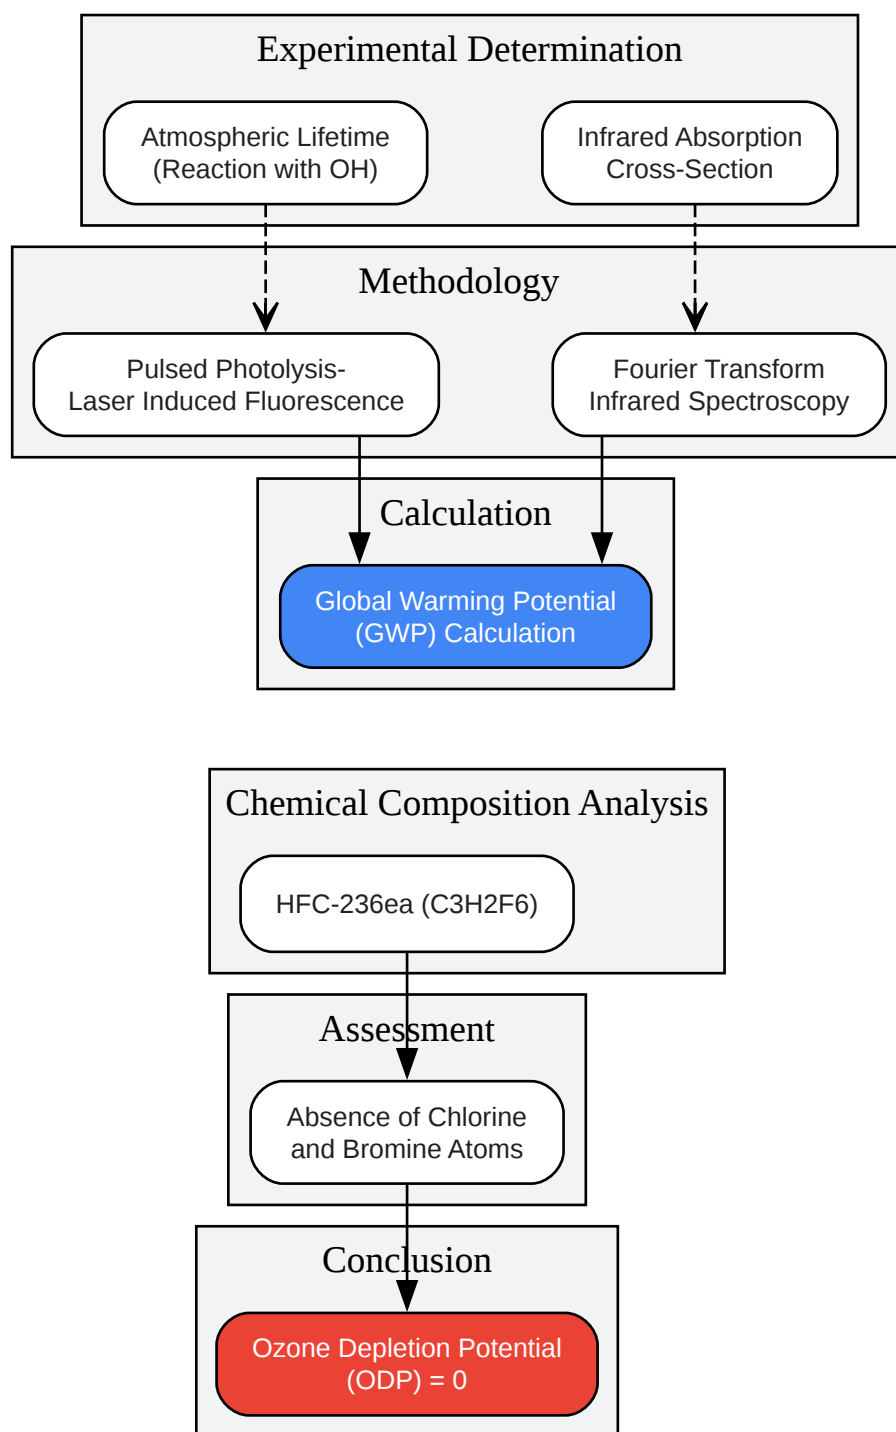 Experimental Determination
Atmospheric Lifetime
(Reaction with OH)
Infrared Absorption
Cross-Section
Methodology
Pulsed Photolysis-
Laser Induced Fluorescence
Fourier Transform
Infrared Spectroscopy
Calculation
Global Warming Potential
(GWP) Calculation
Chemical Composition Analysis
HFC-236ea (C3H2F6)
Assessment
Absence of Chlorine
and Bromine Atoms
Conclusion
Ozone Depletion Potential
(ODP) = 0